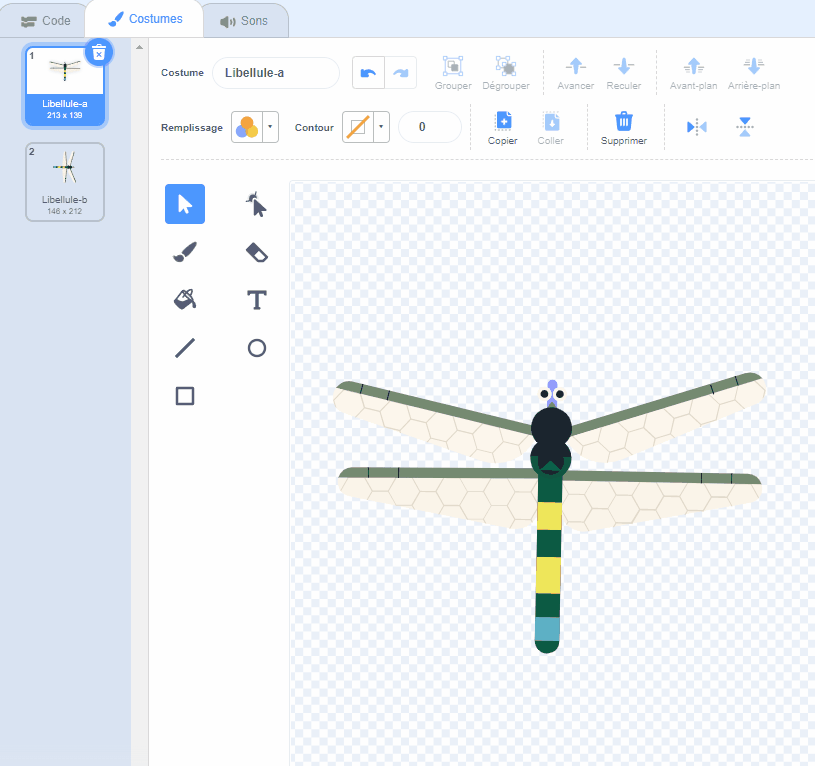 Code
Costumes
Sons
1
Libellule-a
213 x 139
2
Libellule-b
146 x 212
Costume
Libellule-a
Grouper
Dégrouper
Avancer
Reculer
Avant-plan
Arrière-plan
Remplissage
Contour
0
Copier
Coller
Supprimer
T